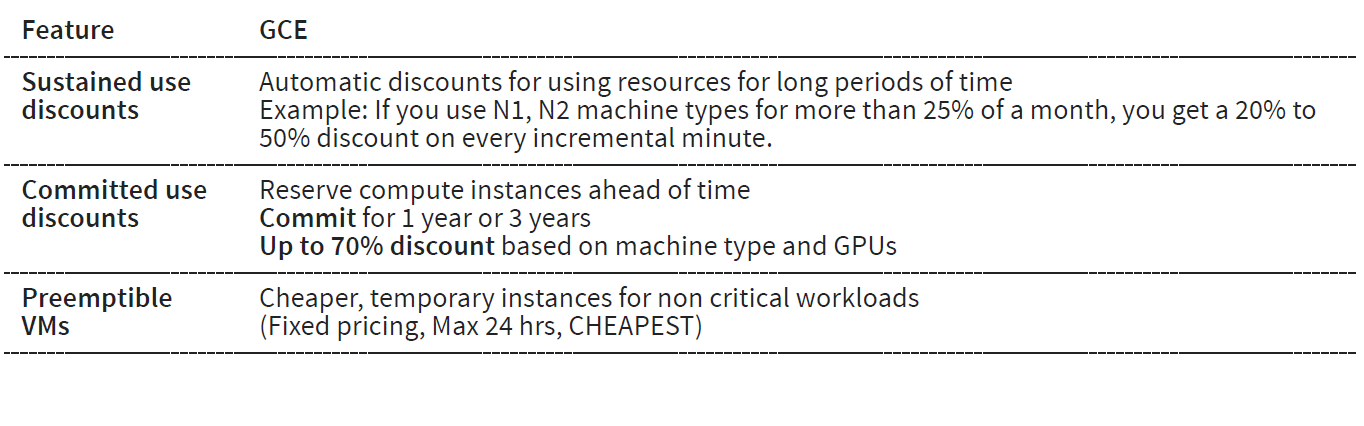 Feature GCE
Sustained use discounts
Automatic discounts for using resources for long periods of time
Example: If you use N1, N2 machine types for more than 25% of a month, you get a 20% to
50% discount on every incremental minute.
Committed use discounts
Reserve compute instances ahead of time
Commit for 1 year or 3 years
Up to 70% discount based on machine type and GPUs
Preemptible VMs
Cheaper, temporary instances for non critical workloads
(Fixed pricing, Max 24 hrs, CHEAPEST)